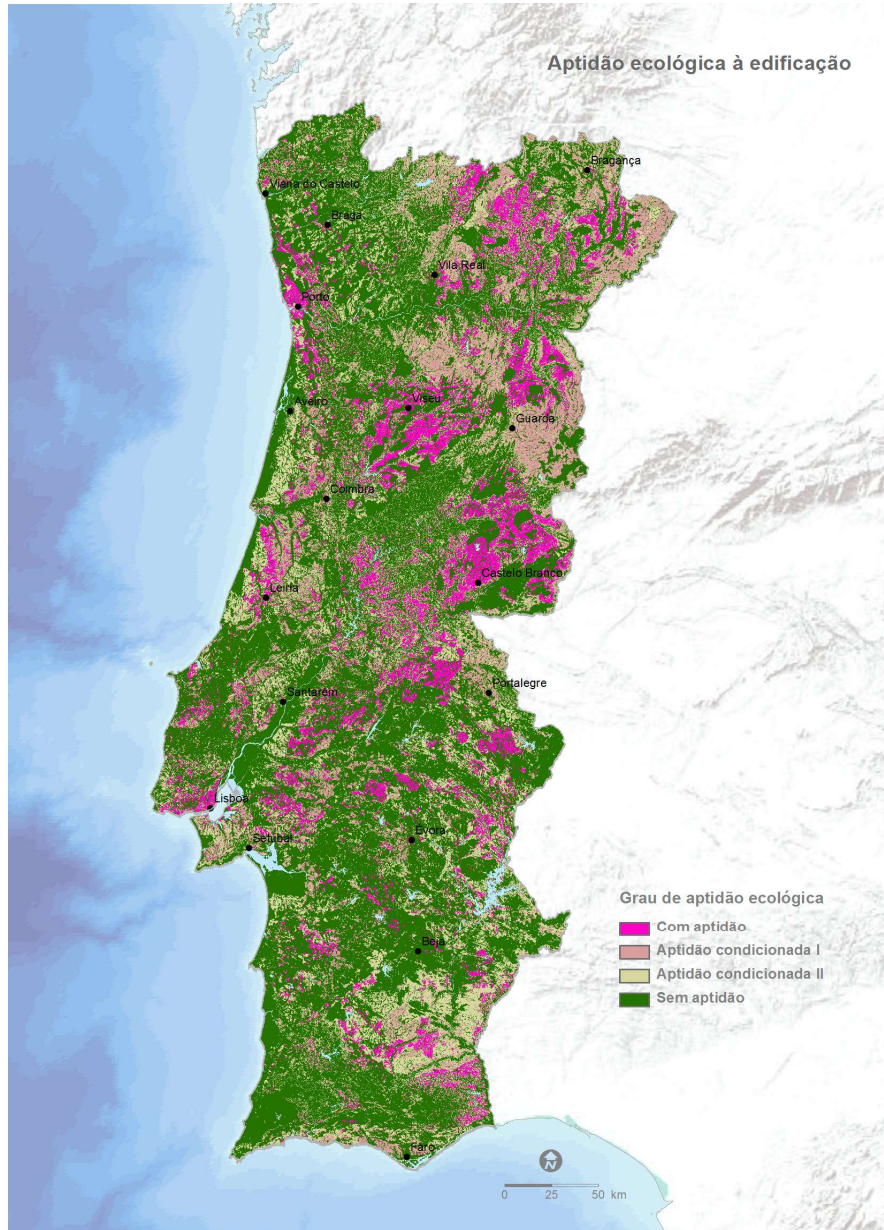 Aptidão ecológica à edificação
Bragança
Viana do Castelo
Braga
Vila Real
Porto
Viseu
Aveiro
Guarda
Coimbra
Castelo Branco
Leiria
Portalegre
Santarém
Lisboa
Évora
Setúbal
Grau de aptidão ecológica
Com aptidão
Aptidão condicionada I
Beja
Aptidão condicionada II
Sem aptidão
Faro
N
0 25 50 km